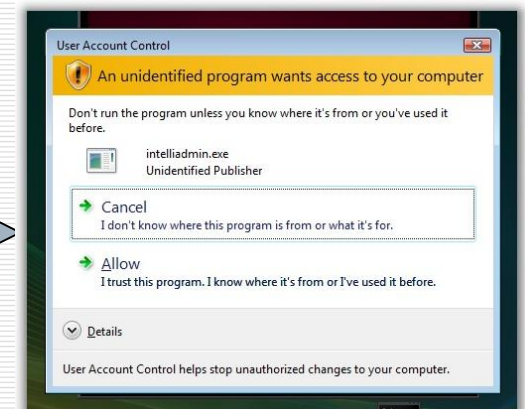 User Account Control
An unidentified program wants access to your computer
Don't run the program unless you know where it's from or you've used it
before.
intelliadmin.exe
Unidentified Publisher
Cancel
I don't know where this program is from or what it's for.
Allow
I trust this program. I know where it's from or I've used it before.
Details
User Account Control helps stop unauthorized changes to your computer.